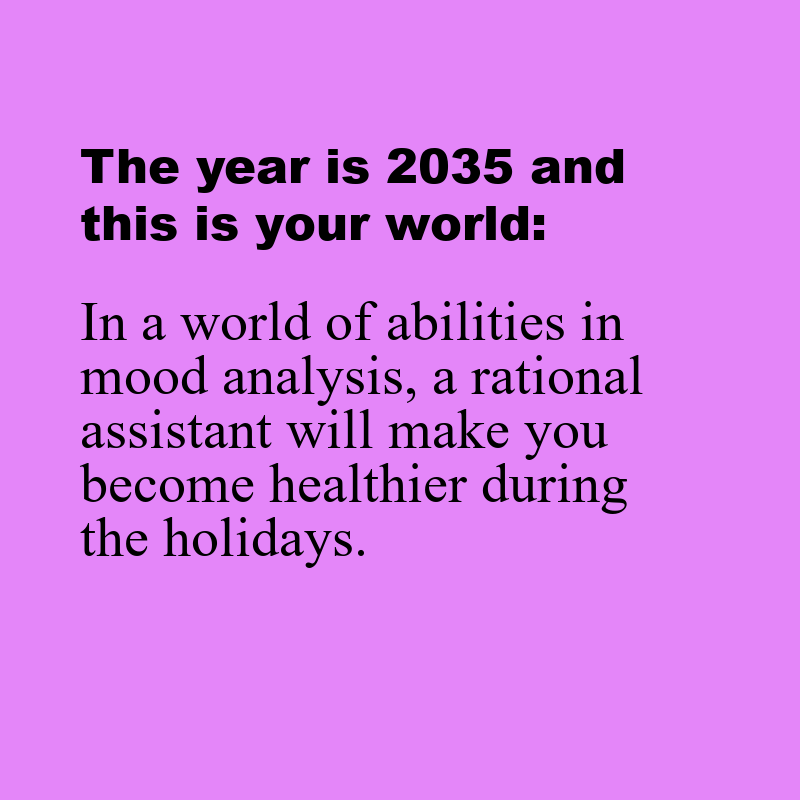 The year is 2035 and
this is your world:
In a world of abilities in
mood analysis, a rational
assistant will make you
become healthier during
the holidays.